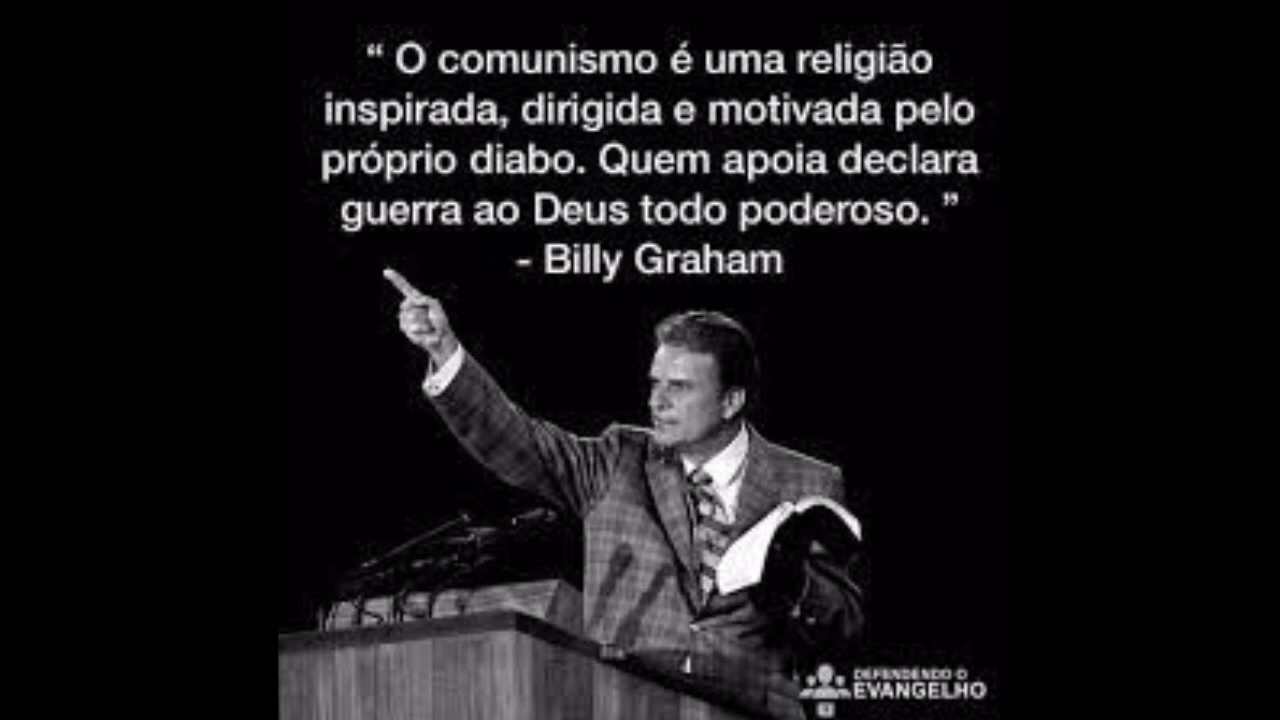 “ O comunismo é uma religião
inspirada, dirigida e motivada pelo
próprio diabo. Quem apoia declara
guerra ao Deus todo poderoso. ”
- Billy Graham
DEFENDENDO O
EVANGELHO